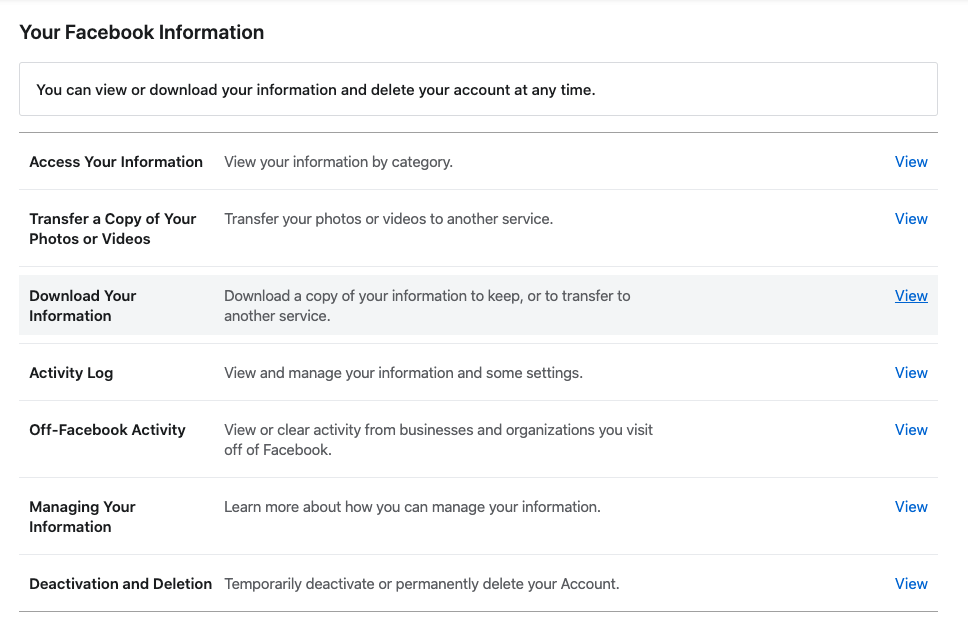 Your Facebook Information
You can view or download your information and delete your account at any time.
Access Your Information View your information by category. View
Transfer a Copy of Your Transfer your photos or videos to another service. View
Photos or Videos
Download Your Download a copy of your information to keep, or to transfer to View
Information another service.
Activity Log View and manage your information and some settings. View
Off-Facebook Activity View or clear activity from businesses and organizations you visit View
off of Facebook.
Managing Your Learn more about how you can manage your information. View
Information
Deactivation and Deletion Temporarily deactivate or permanently delete your Account. View